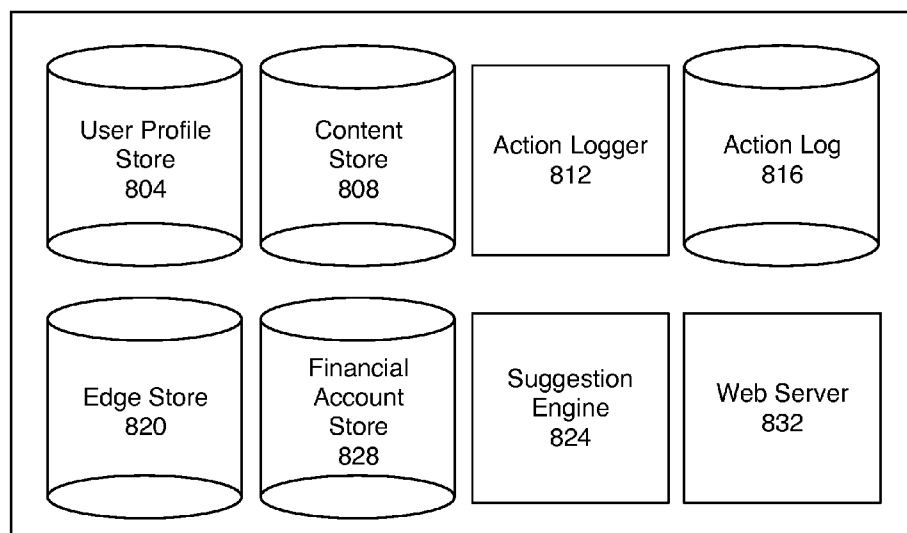 User Profile
Store
804
Content
Store
808
Action Logger
812
Action Log
816
Edge Store
820
Financial
Account
Store
828
Suggestion
Engine
824
Web Server
832